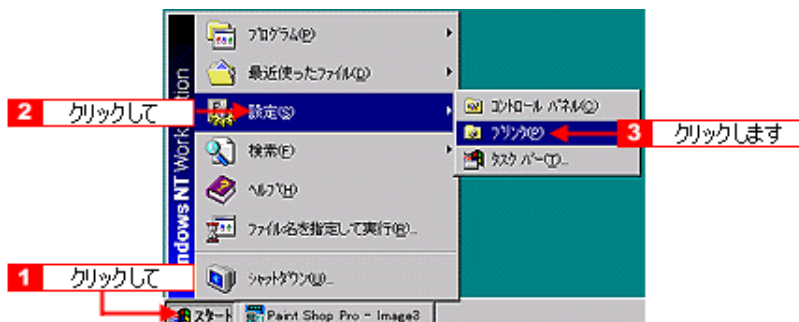 プログラム(P)
最近使ったファイル(D)
2 クリックして
設定(S)
コントロール パネル(C)
プリンタ(P)
3 クリックします
タスク バー(T)...
検索(F)
ヘルプ(H)
ファイル名を指定して実行(R)...
1 クリックして
シャットダウン(U)...
スタート
Paint Shop Pro - Image3
ndows NT Work
tion